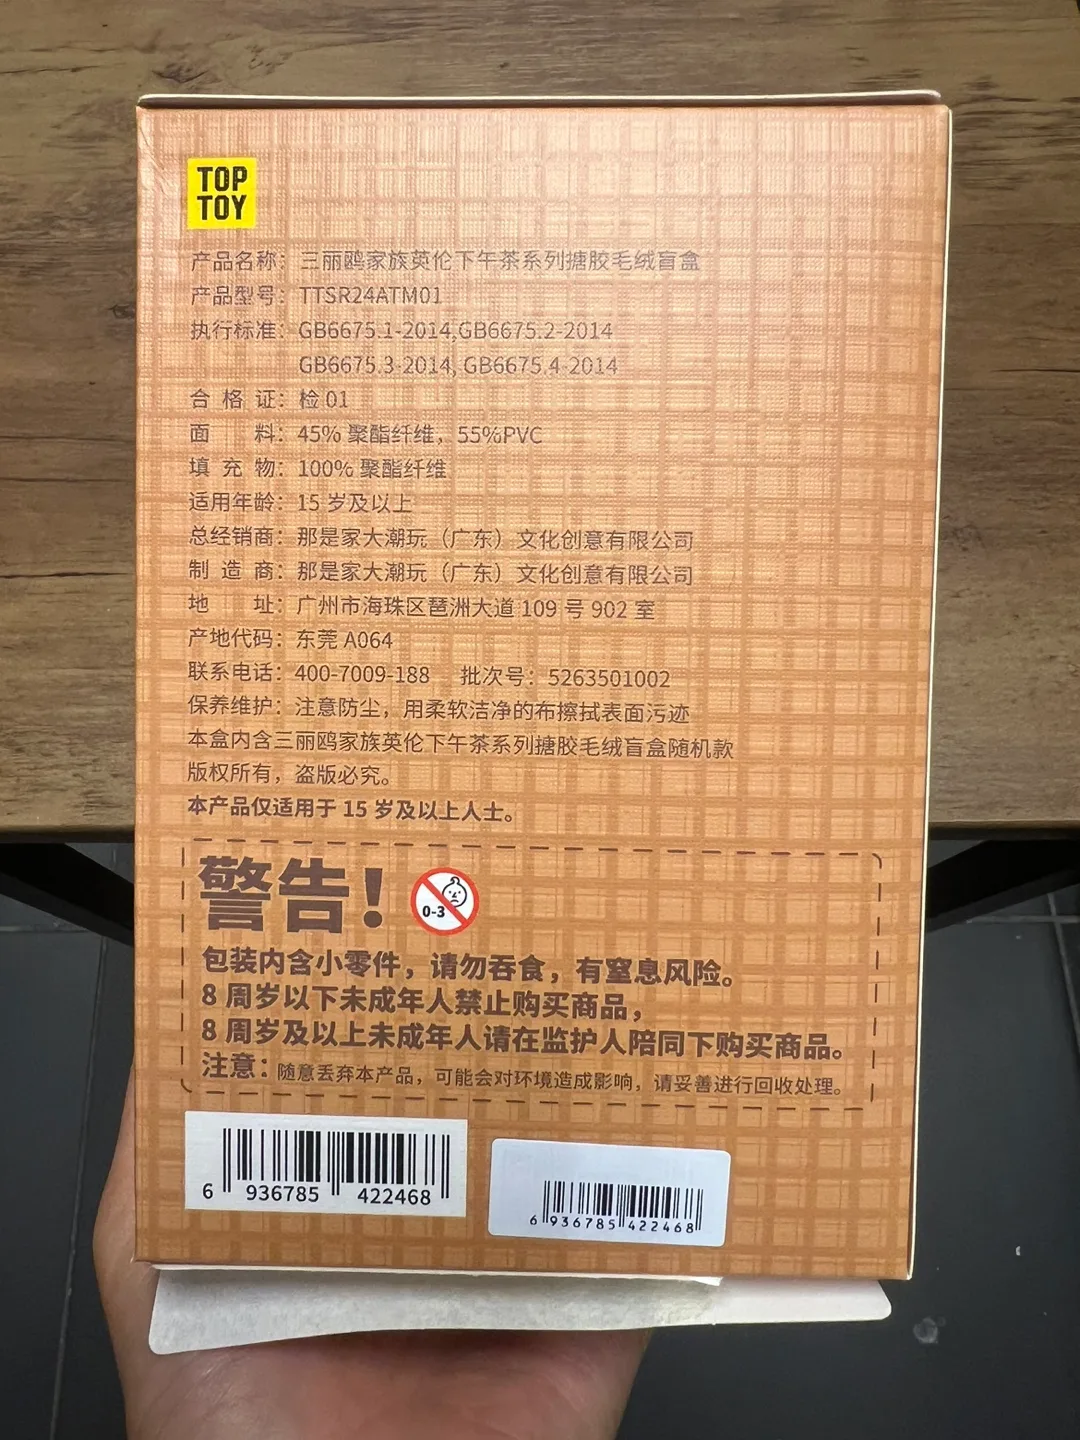 TOP
TOY
产品名称：三丽鸥家族英伦下午茶系列搪胶毛绒盲盒
产品型号：TTSR24ATM01
执行标准：GB6675.1-2014,GB6675.2-2014
GB6675.3-2014, GB6675.4-2014
合格证：检 01
面料：45% 聚酯纤维，55%PVC
填充物：100% 聚酯纤维
适用年龄：15 岁及以上
总经销商：那是家大潮玩（广东）文化创意有限公司
制造商：那是家大潮玩（广东）文化创意有限公司
地址：广州市海珠区琶洲大道 109 号 902 室
产地代码：东莞 A064
联系电话：400-7009-188 批次号：5263501002
保养维护：注意防尘，用柔软洁净的布擦拭表面污迹
本盒内含三丽鸥家族英伦下午茶系列搪胶毛绒盲盒随机款
版权所有，盗版必究。
本产品仅适用于 15 岁及以上人士。
警告！ 0-3
包装内含小零件，请勿吞食，有窒息风险。
8 周岁以下未成年人禁止购买商品，
8 周岁及以上未成年人请在监护人陪同下购买商品。
注意：随意丢弃本产品，可能会对环境造成影响，请妥善进行回收处理。
6 936785 422468
6 936785 422468